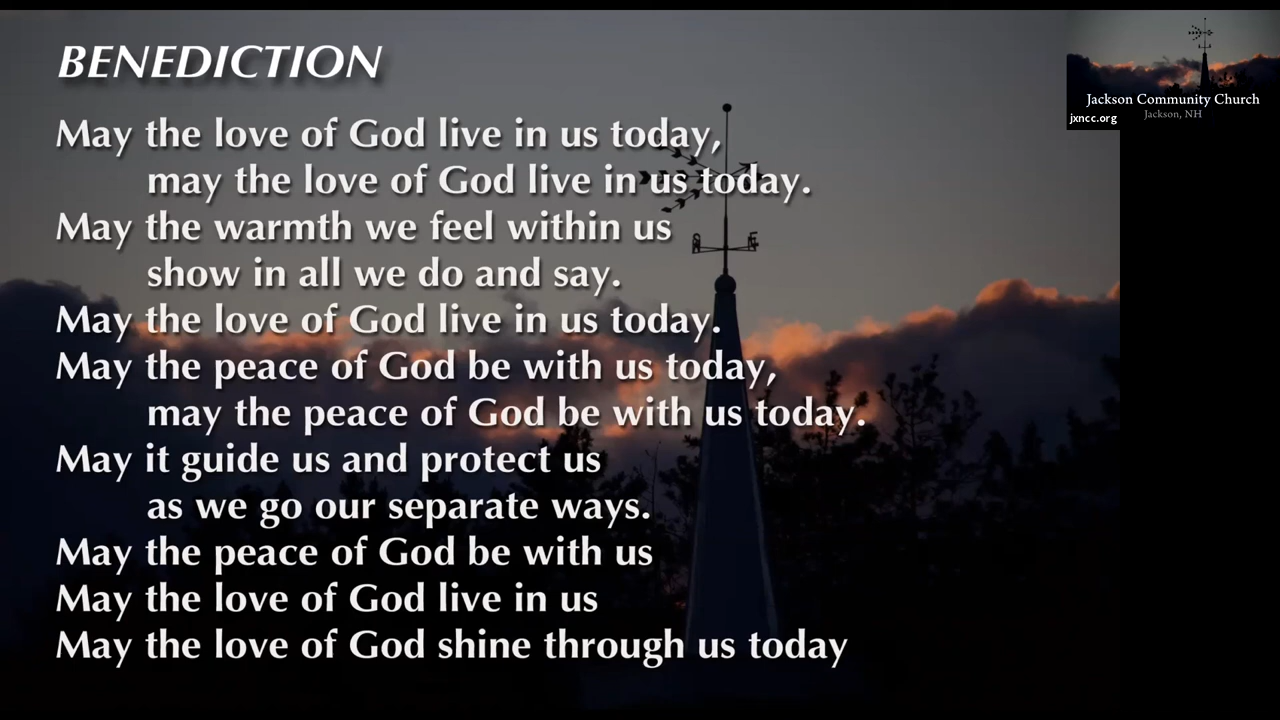 BENEDICTION
May the love of God live in us today,
may the love of God live in us today.
May the warmth we feel within us
show in all we do and say.
May the love of God live in us today.
May the peace of God be with us today,
may the peace of God be with us today.
May it guide us and protect us
as we go our separate ways.
May the peace of God be with us
May the love of God live in us
May the love of God shine through us today
Jackson Community Church
Jackson, NH
jxncc.org